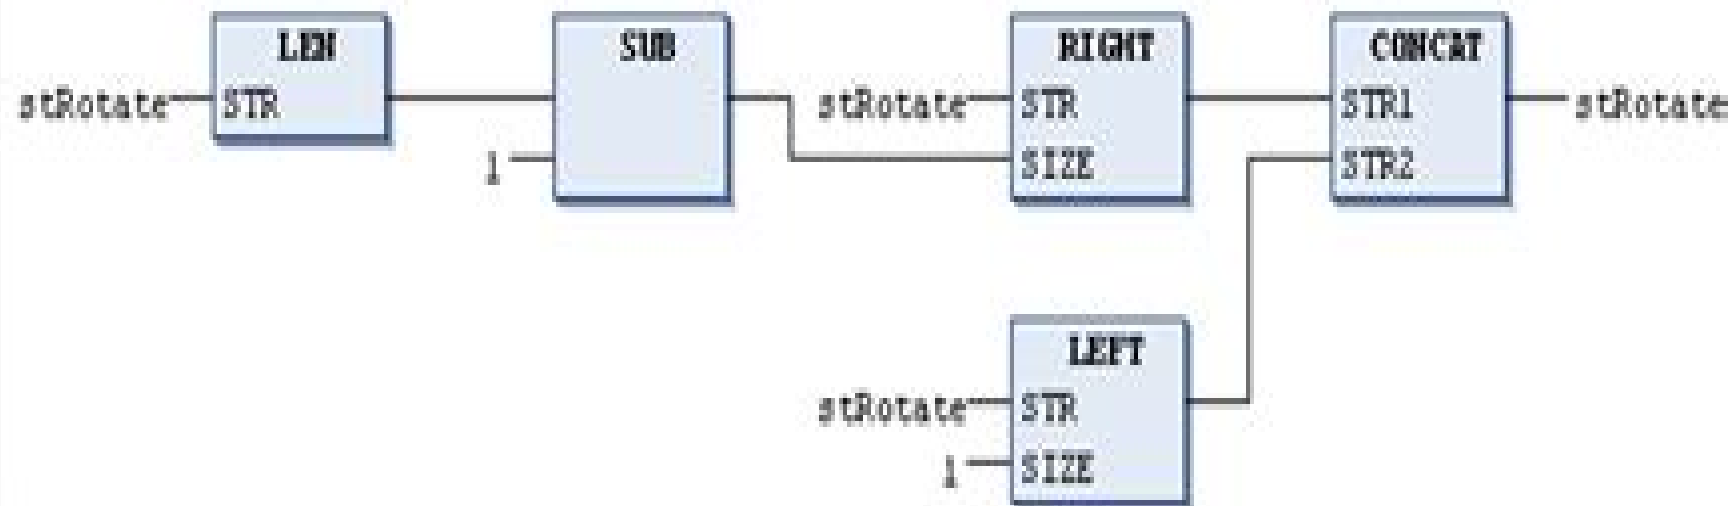 LEN
stRotate STR
SUB
1
RIGHT
stRotate STR
SIZE
CONCAT
STR1 stRotate
STR2
LEFT
stRotate STR
1 SIZE